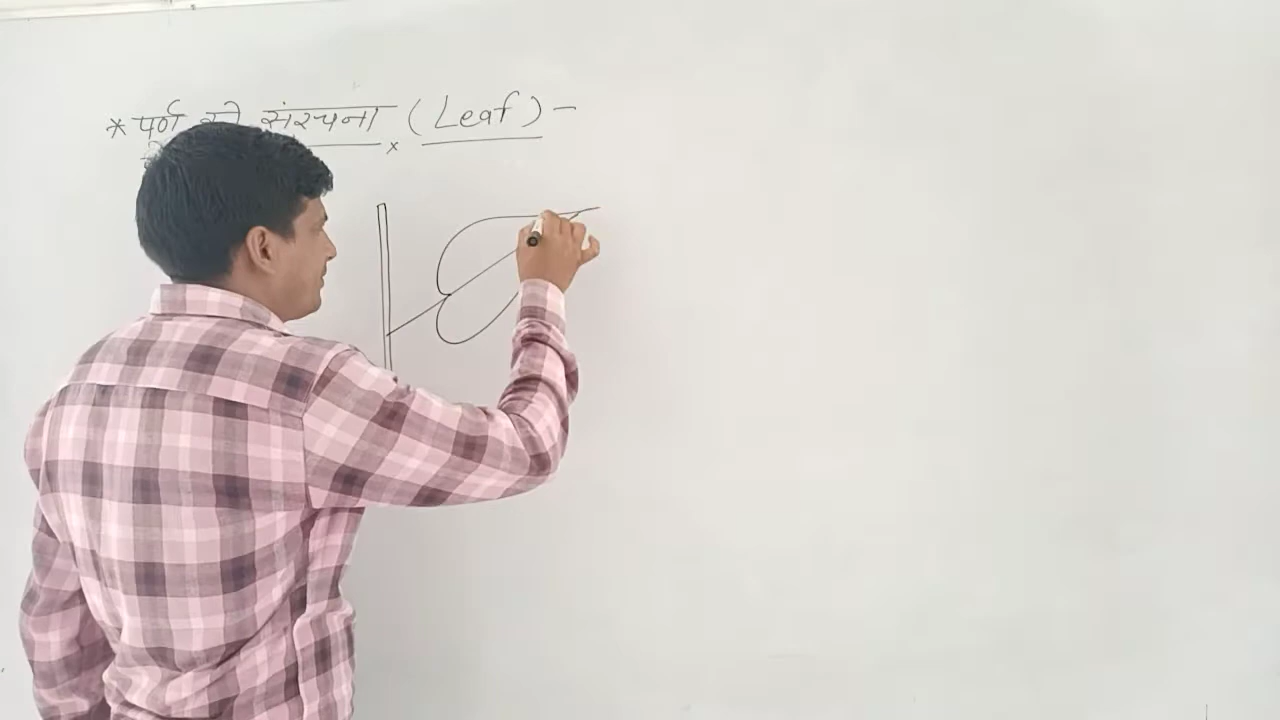 * पर्ण की संरचना (Leaf) -